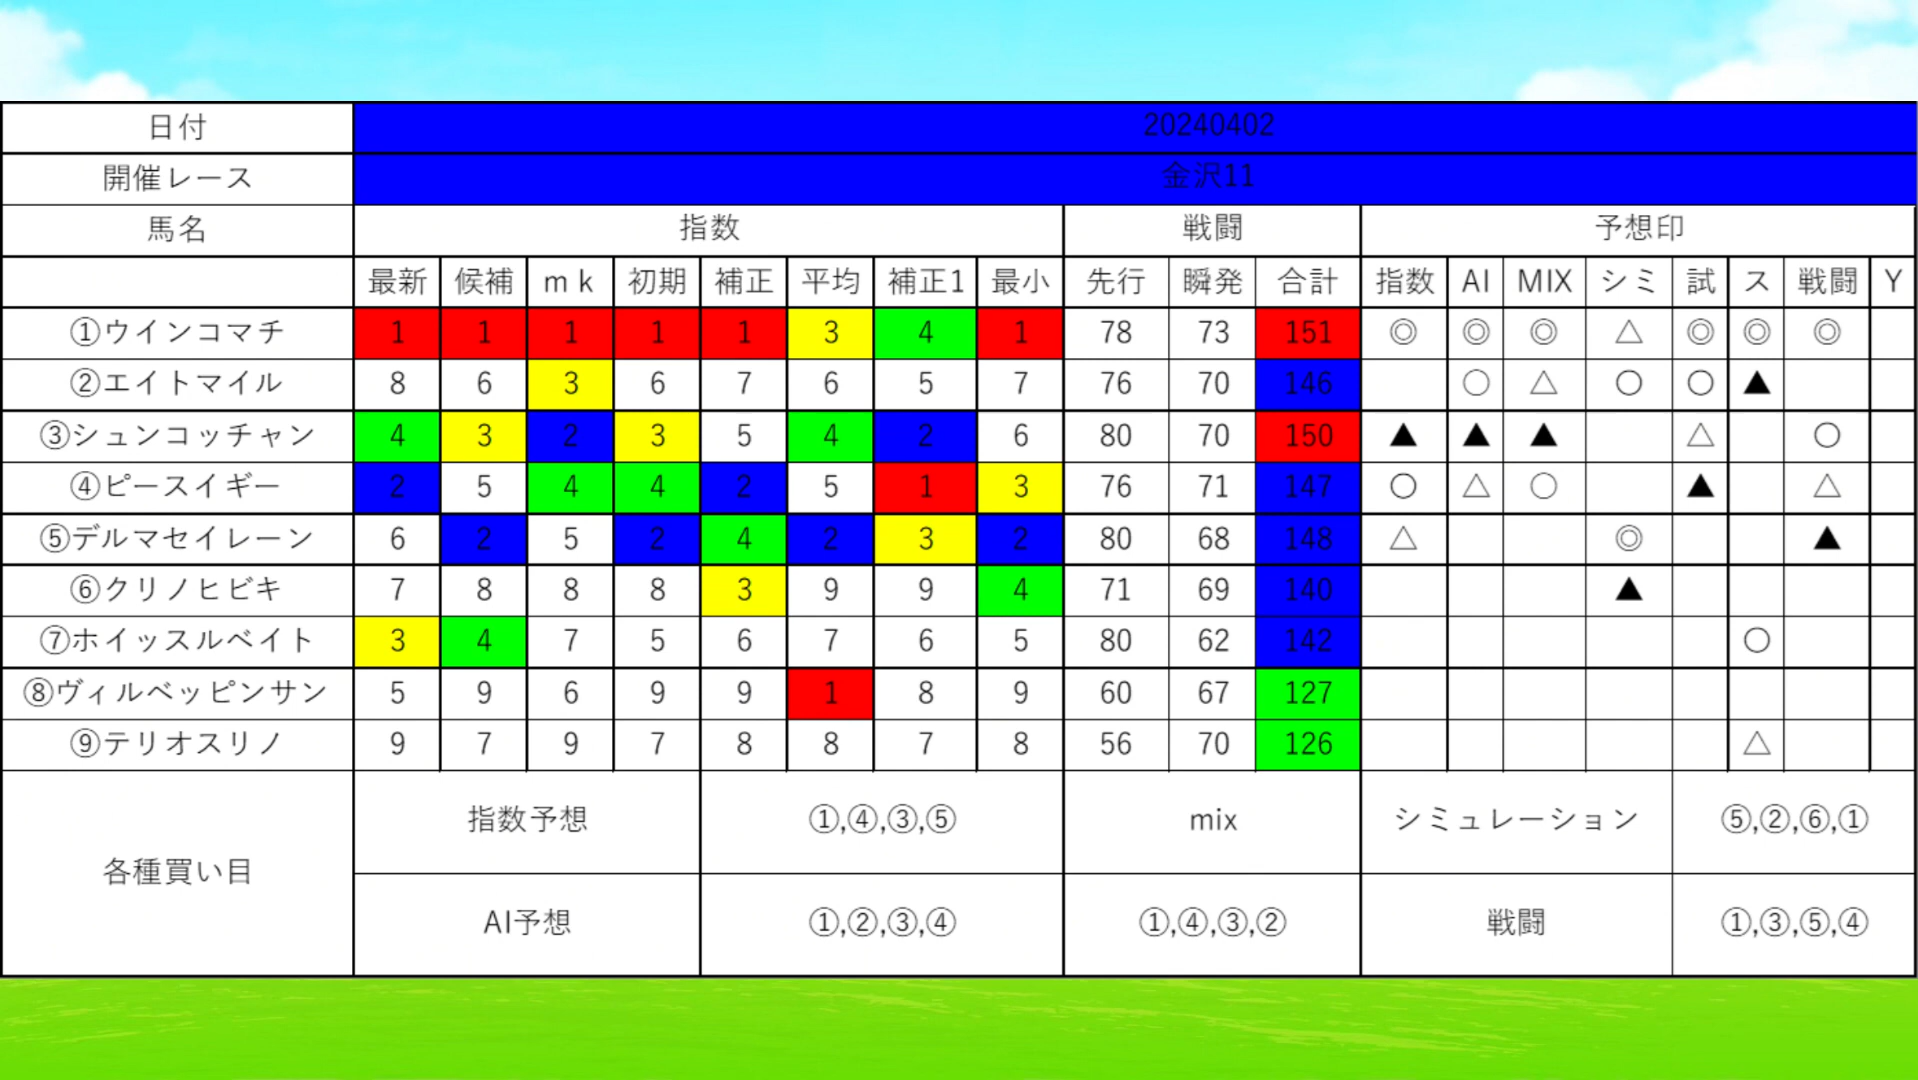 日付 20240402
開催レース 金沢11
馬名 指数 戦闘 予想印
最新 候補 ｍｋ 初期 補正 平均 補正1 最小 先行 瞬発 合計 指数 AI MIX シミ 試 ス 戦闘 Y
①ウインコマチ 1 1 1 1 1 3 4 1 78 73 151 ◎ ◎ ◎ △ ◎ ◎ ◎
②エイトマイル 8 6 3 6 7 6 5 7 76 70 146 ○ △ ○ ○ ▲
③シュンコッチャン 4 3 2 3 5 4 2 6 80 70 150 ▲ ▲ ▲ △ ○
④ピースイギー 2 5 4 4 2 5 1 3 76 71 147 ○ △ ○ ▲ △
⑤デルマセイレーン 6 2 5 2 4 2 3 2 80 68 148 △ ◎ ▲
⑥クリノヒビキ 7 8 8 8 3 9 9 4 71 69 140 ▲
⑦ホイッスルベイト 3 4 7 5 6 7 6 5 80 62 142 ○
⑧ヴィルベッピンサン 5 9 6 9 9 1 8 9 60 67 127
⑨テリオスリノ 9 7 9 7 8 8 7 8 56 70 126 △
各種買い目
指数予想 ①,④,③,⑤ mix シミュレーション ⑤,②,⑥,①
AI予想 ①,②,③,④ ①,④,③,② 戦闘 ①,③,⑤,④